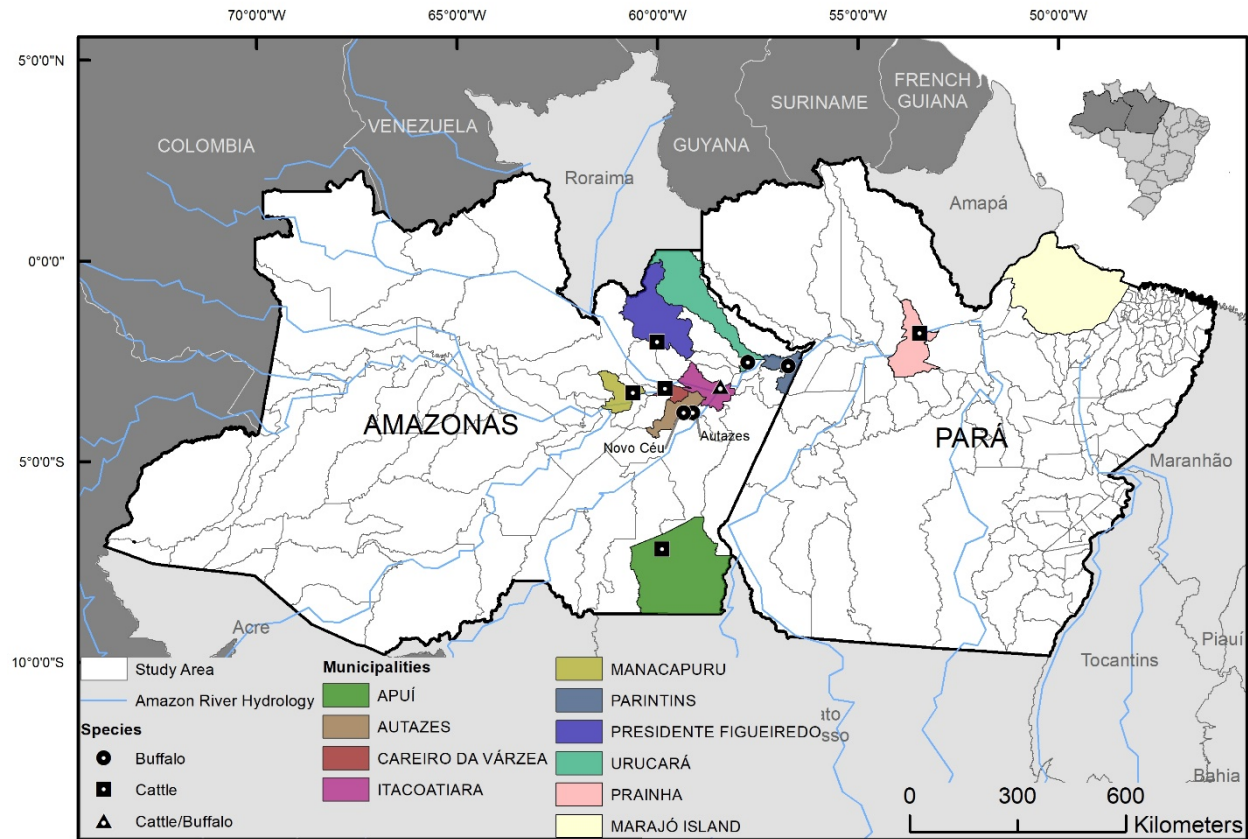 70°0'0"W 65°0'0"W 60°0'0"W 55°0'0"W 50°0'0"W
5°0'0"N
FRENCH
GUIANA
SURINAME
VENEZUELA
COLOMBIA
GUYANA
Roraima
Amapá
0°0'0"
AMAZONAS
PARÁ
Novo Céu
Autazes
5°0'0"S
Maranhão
Acre
10°0'0"S
Piauí
Tocantins
Bahia
ato
sso
Study Area
Amazon River Hydrology
Species
Buffalo
Cattle
Cattle/Buffalo
Municipalities
APUÍ
AUTAZES
CAREIRO DA VÁRZEA
ITACOATIARA
MANACAPURU
PARINTINS
PRESIDENTE FIGUEIREDO
URUCARÁ
PRAINHA
MARAJÓ ISLAND
0 300 600
Kilometers